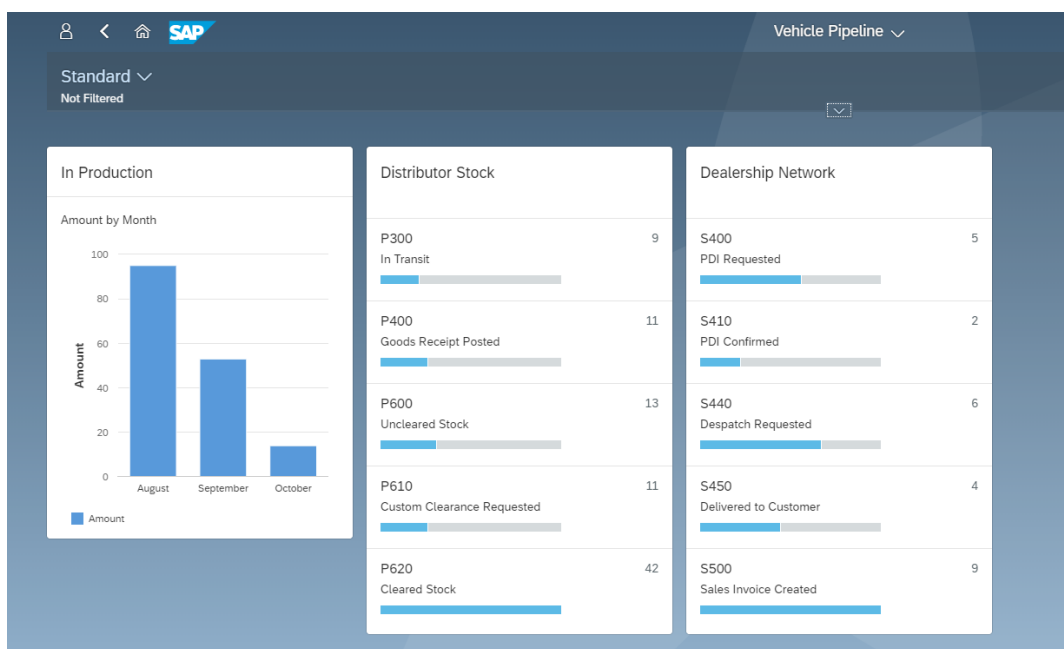 SAP
Vehicle Pipeline
Standard
Not Filtered
In Production
Amount by Month
100
80
60
40
20
0
Amount
August September October
Amount
Distributor Stock
P300 9
In Transit
P400 11
Goods Receipt Posted
P600 13
Uncleared Stock
P610 11
Custom Clearance Requested
P620 42
Cleared Stock
Dealership Network
S400 5
PDI Requested
S410 2
PDI Confirmed
S440 6
Despatch Requested
S450 4
Delivered to Customer
S500 9
Sales Invoice Created